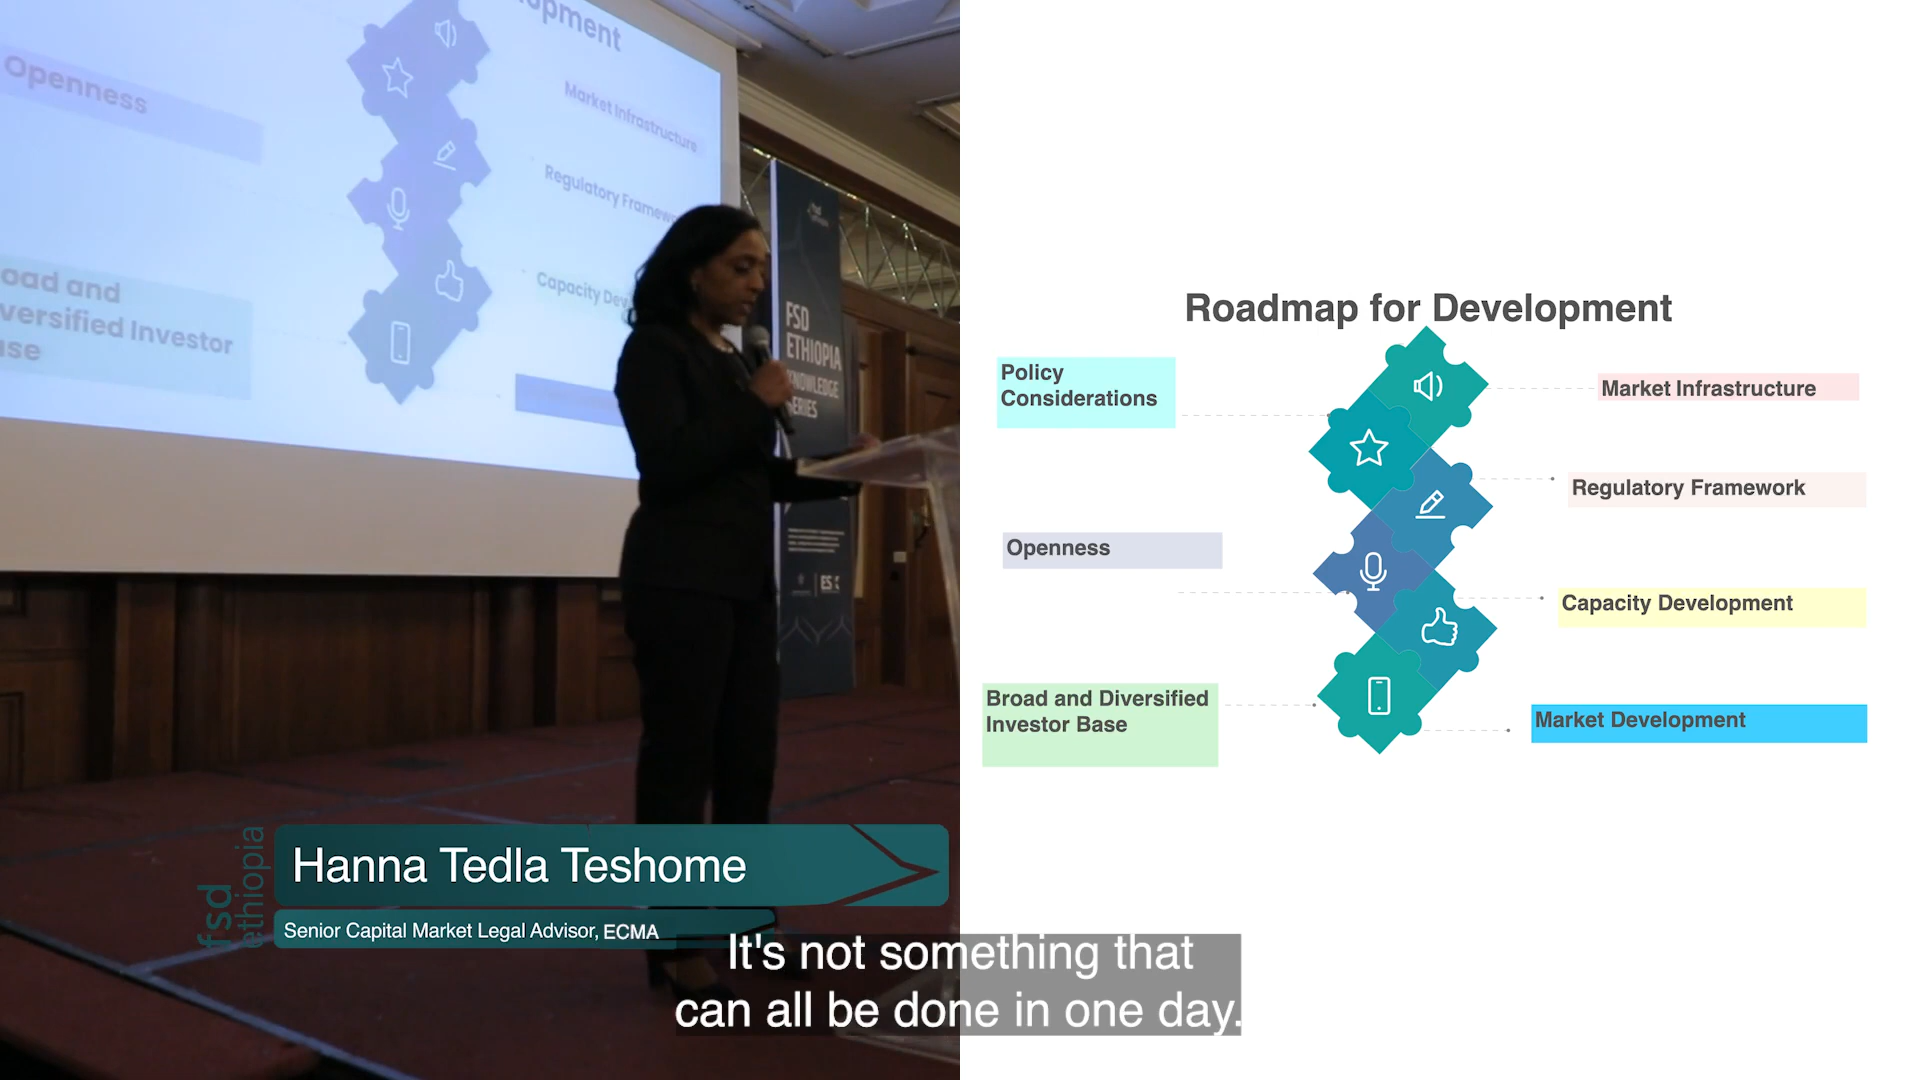 opment
Openness
Market Infrastructure
Regulatory Framew
Capacity Dev
oad and
versified Investor
ase
FSD
ETHIOPIA
KNOWLEDGE
SERIES
Roadmap for Development
Policy
Considerations
Market Infrastructure
Regulatory Framework
Openness
Capacity Development
Broad and Diversified
Investor Base
Market Development
fsd
ethiopia
Hanna Tedla Teshome
Senior Capital Market Legal Advisor, ECMA
It's not something that
can all be done in one day.